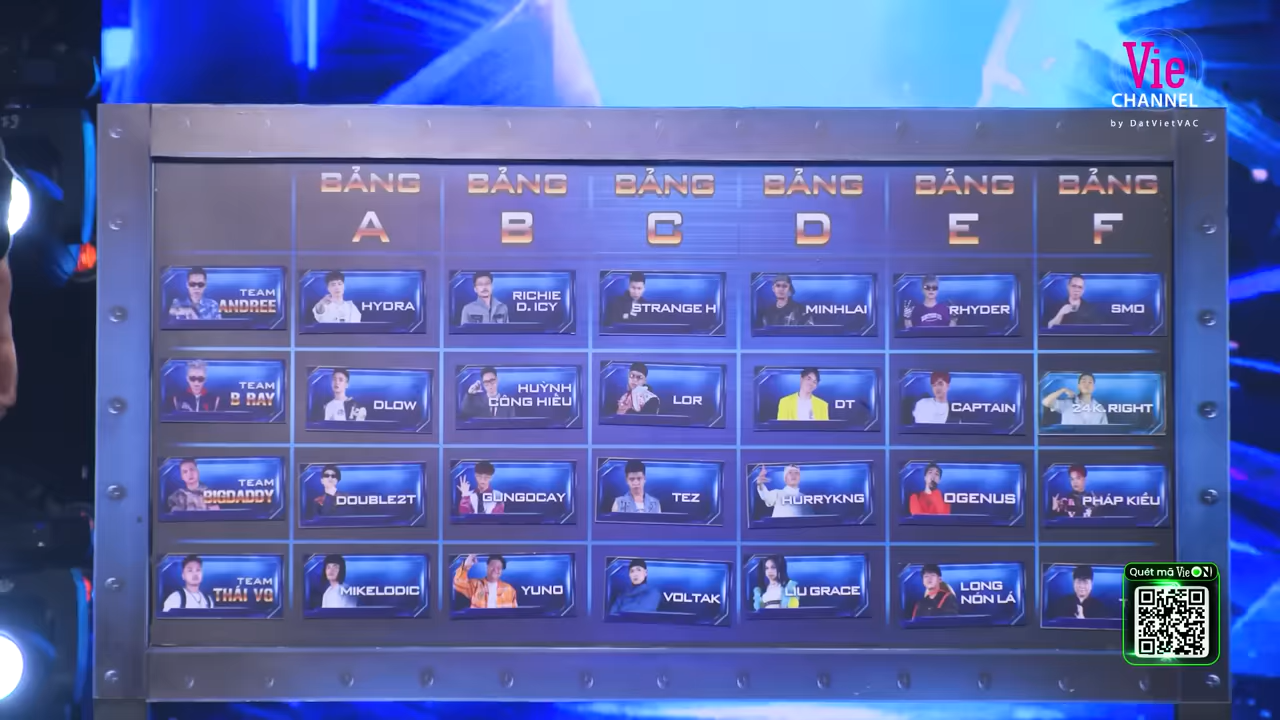 Vie
CHANNEL
by DatVietVAC
BẢNG A
BẢNG B
BẢNG C
BẢNG D
BẢNG E
BẢNG F
TEAM
ANDREE
HYDRA
RICHIE
D. ICY
STRANGE H
MINHLAI
RHYDER
SMO
TEAM
B RAY
DLOW
HUỲNH
CÔNG HIẾU
LOR
DT
CAPTAIN
24K.RIGHT
TEAM
BIGDADDY
DOUBLE2T
GUNGOCAY
TEZ
HURRYKNG
OGENUS
PHÁP KIỀU
TEAM
THÁI VG
MIKELODIC
YUNO
VOLTAK
LIU GRACE
LONG
NÓN LÁ
Quét mã VieON!